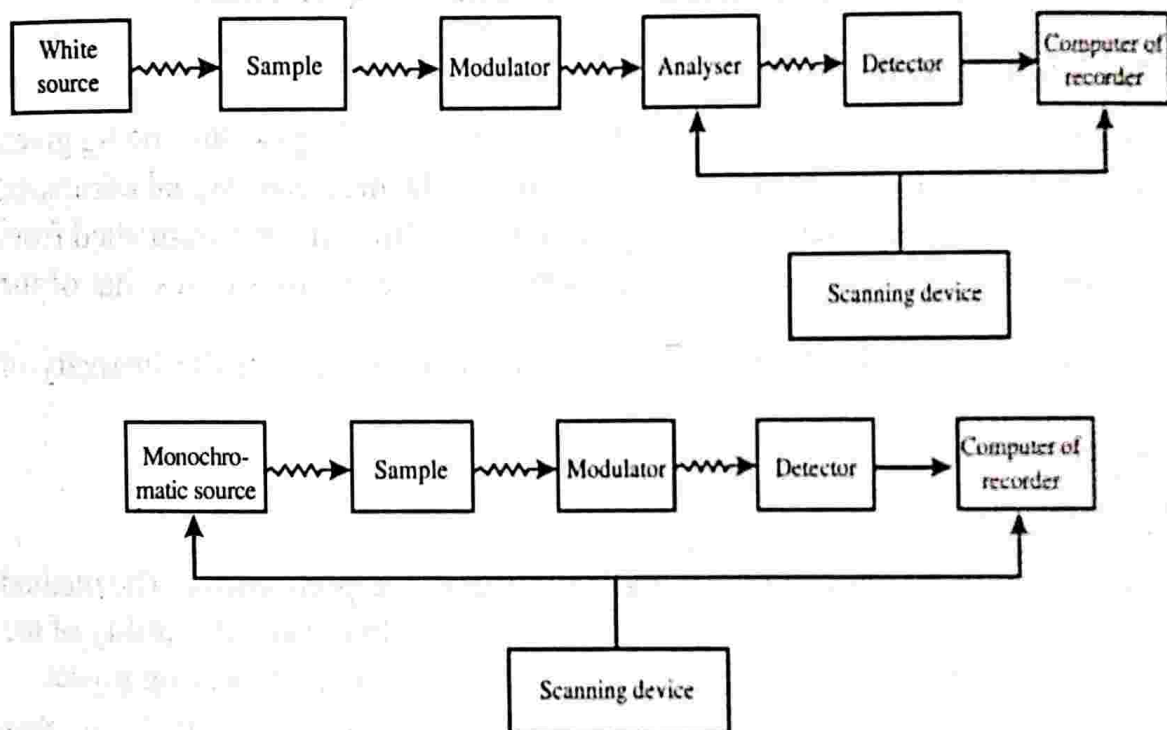 White
source
Sample
Modulator
Analyser
Detector
Computer of
recorder
Scanning device
Monochro-
matic source
Sample
Modulator
Detector
Computer of
recorder
Scanning device